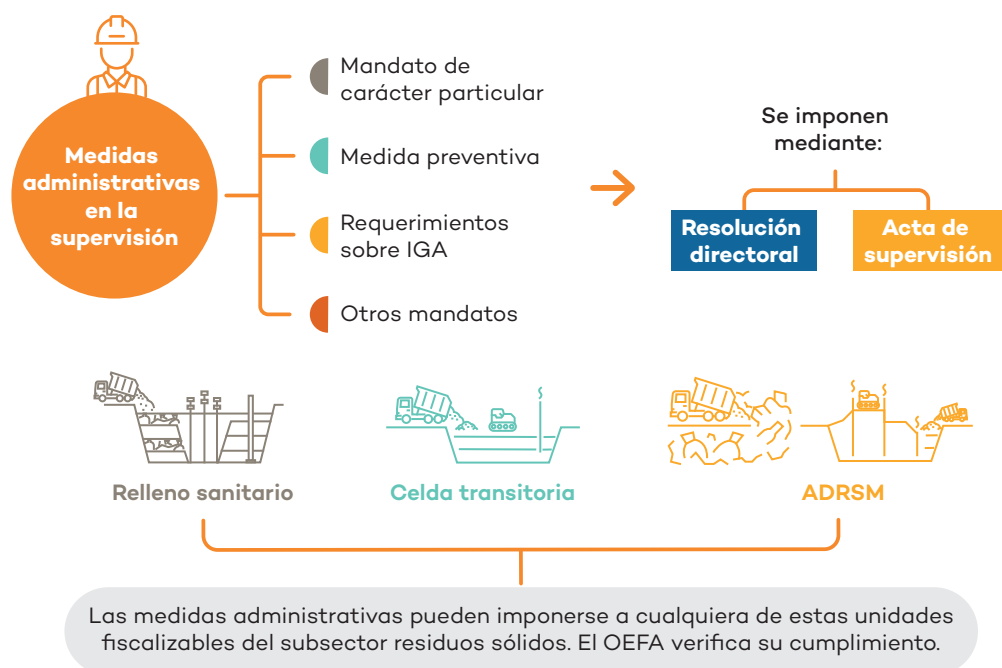 Medidas
administrativas
en la
supervisión
Mandato de
carácter particular
Medida preventiva
Requerimientos
sobre IGA
Otros mandatos
Se imponen
mediante:
Resolución
directoral
Acta de
supervisión
Relleno sanitario
Celda transitoria
ADRSM
Las medidas administrativas pueden imponerse a cualquiera de estas unidades
fiscalizables del subsector residuos sólidos. El OEFA verifica su cumplimiento.